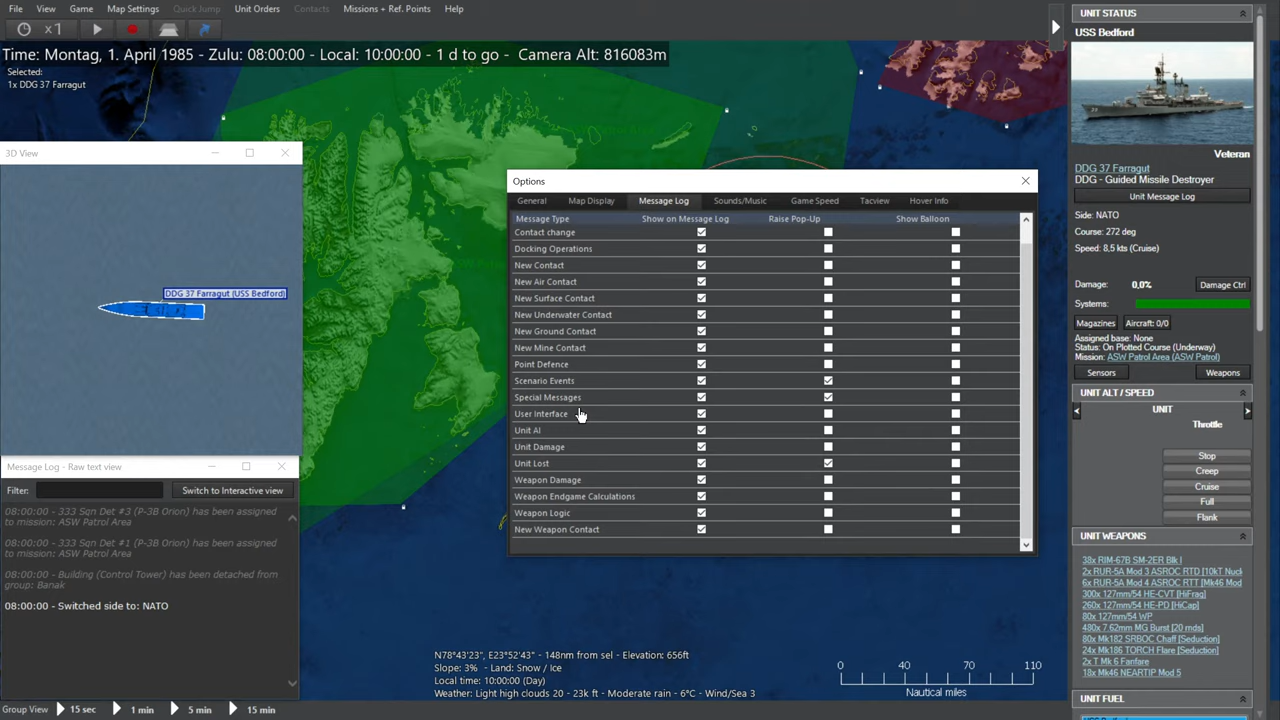 File View Game Map Settings Quick Jump Unit Orders Contacts Missions + Ref. Points Help
x1
Time: Montag, 1. April 1985 - Zulu: 08:00:00 - Local: 10:00:00 - 1 d to go - Camera Alt: 816083m
Selected:
1x DDG 37 Farragut
3D View
DDG 37 Farragut (USS Bedford)
Message Log - Raw text view
Filter:
Switch to Interactive view
08:00:00 - 333 Sqn Det #3 (P-3B Orion) has been assigned
to mission: ASW Patrol Area
08:00:00 - 333 Sqn Det #1 (P-3B Orion) has been assigned
to mission: ASW Patrol Area
08:00:00 - Building (Control Tower) has been detached from
group: Banak
08:00:00 - Switched side to: NATO
Group View 15 sec 1 min 5 min 15 min
Options
General Map Display Message Log Sounds/Music Game Speed Tacview Hover Info
Message Type Show on Message Log Raise Pop-Up Show Balloon
Contact change
Docking Operations
New Contact
New Air Contact
New Surface Contact
New Underwater Contact
New Ground Contact
New Mine Contact
Point Defence
Scenario Events
Special Messages
User Interface
Unit AI
Unit Damage
Unit Lost
Weapon Damage
Weapon Endgame Calculations
Weapon Logic
New Weapon Contact
N78°43'23", E23°52'43" - 148nm from sel - Elevation: 656ft
Slope: 3% - Land: Snow / Ice
Local time: 10:00:00 (Day)
Weather: Light high clouds 20 - 23k ft - Moderate rain - 6°C - Wind/Sea 3
0 40 70 110
Nautical miles
UNIT STATUS
USS Bedford
Veteran
DDG 37 Farragut
DDG - Guided Missile Destroyer
Unit Message Log
Side: NATO
Course: 272 deg
Speed: 8,5 kts (Cruise)
Damage: 0,0% Damage Ctrl
Systems:
Magazines Aircraft: 0/0
Assigned base: None
Status: On Plotted Course (Underway)
Mission: ASW Patrol Area (ASW Patrol)
Sensors Weapons
UNIT ALT / SPEED
UNIT
Throttle
Stop
Creep
Cruise
Full
Flank
UNIT WEAPONS
38x RIM-67B SM-2ER Blk I
2x RUR-5A Mod 3 ASROC RTD [10kT Nuck
6x RUR-5A Mod 4 ASROC RTT [Mk46 Mod
300x 127mm/54 HE-CVT [HiFrag]
260x 127mm/54 HE-PD [HiCap]
80x 127mm/54 WP
480x 7.62mm MG Burst [20 rnds]
80x Mk182 SRBOC Chaff [Seduction]
24x Mk186 TORCH Flare [Seduction]
2x T Mk 6 Fanfare
18x Mk46 NEARTIP Mod 5
UNIT FUEL